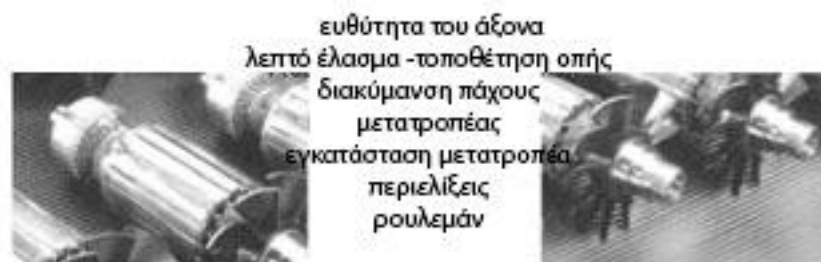 ευθύτητα του άξονα
λεπτό έλασμα -τοποθέτηση οπής
διακύμανση πάχους
μετατροπέας
εγκατάσταση μετατροπέα
περιελίξεις
ρουλεμάν